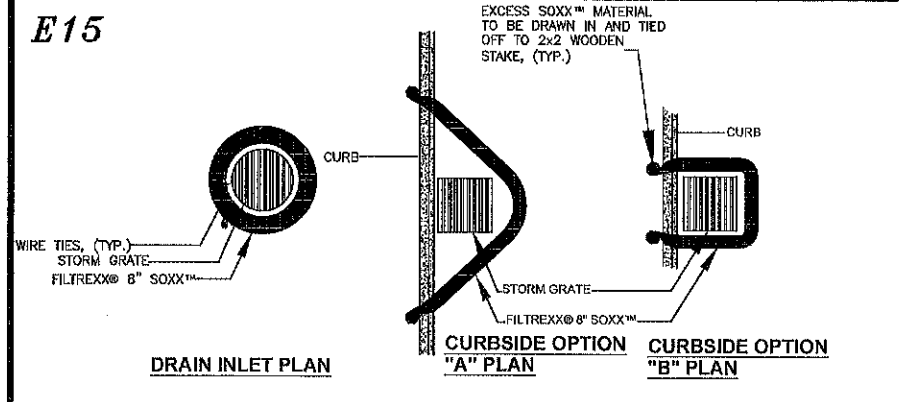 E15
EXCESS SOXX™ MATERIAL
TO BE DRAWN IN AND TIED
OFF TO 2x2 WOODEN
STAKE, (TYP.)
CURB
CURB
WIRE TIES, (TYP.)
STORM GRATE
FILTREXX® 8" SOXX™
STORM GRATE
FILTREXX® 8" SOXX™
DRAIN INLET PLAN
CURBSIDE OPTION
"A" PLAN
CURBSIDE OPTION
"B" PLAN